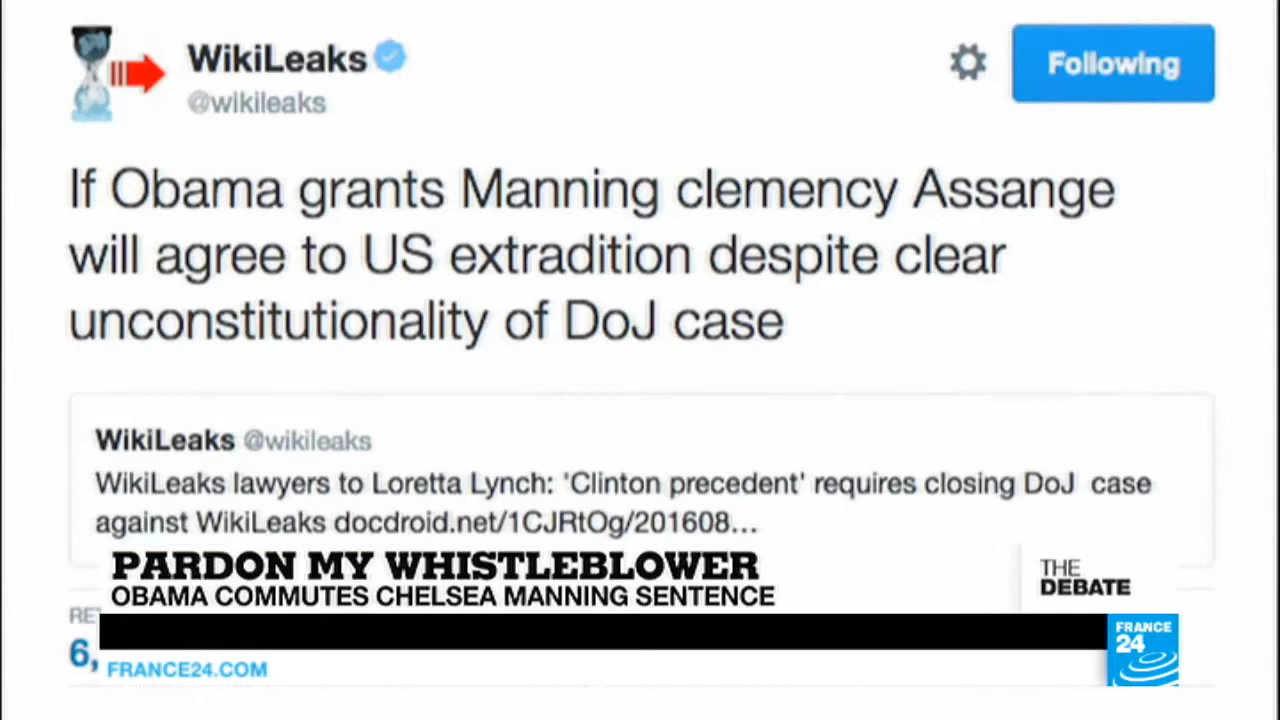 WikiLeaks
@wikileaks
Following
If Obama grants Manning clemency Assange
will agree to US extradition despite clear
unconstitutionality of DoJ case
WikiLeaks @wikileaks
WikiLeaks lawyers to Loretta Lynch: 'Clinton precedent' requires closing DoJ case
against WikiLeaks docdroid.net/1CJRtOg/201608...
PARDON MY WHISTLEBLOWER
OBAMA COMMUTES CHELSEA MANNING SENTENCE
THE
DEBATE
RE
6,
FRANCE24.COM
FRANCE
24